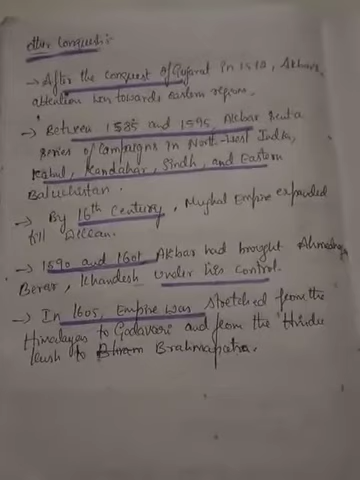 other Conquest:-
→ After the conquest of Gujarat in 1572, Akbar's
attention was towards eastern regions.
→ Between 1585 and 1595, Akbar sent a
series of Campaigns in North-West India,
Kabul, Kandahar, Sindh, and Eastern
Baluchistan.
→ By 16th Century, Mughal Empire expanded
till Deccan.
→ 1590 and 1601 Akbar had brought Ahmednagar
Berar, Khandesh under his control.
→ In 1605, Empire was stretched from the
Himalayas to Godavari and from the Hindu
kush to Brahmaputra.